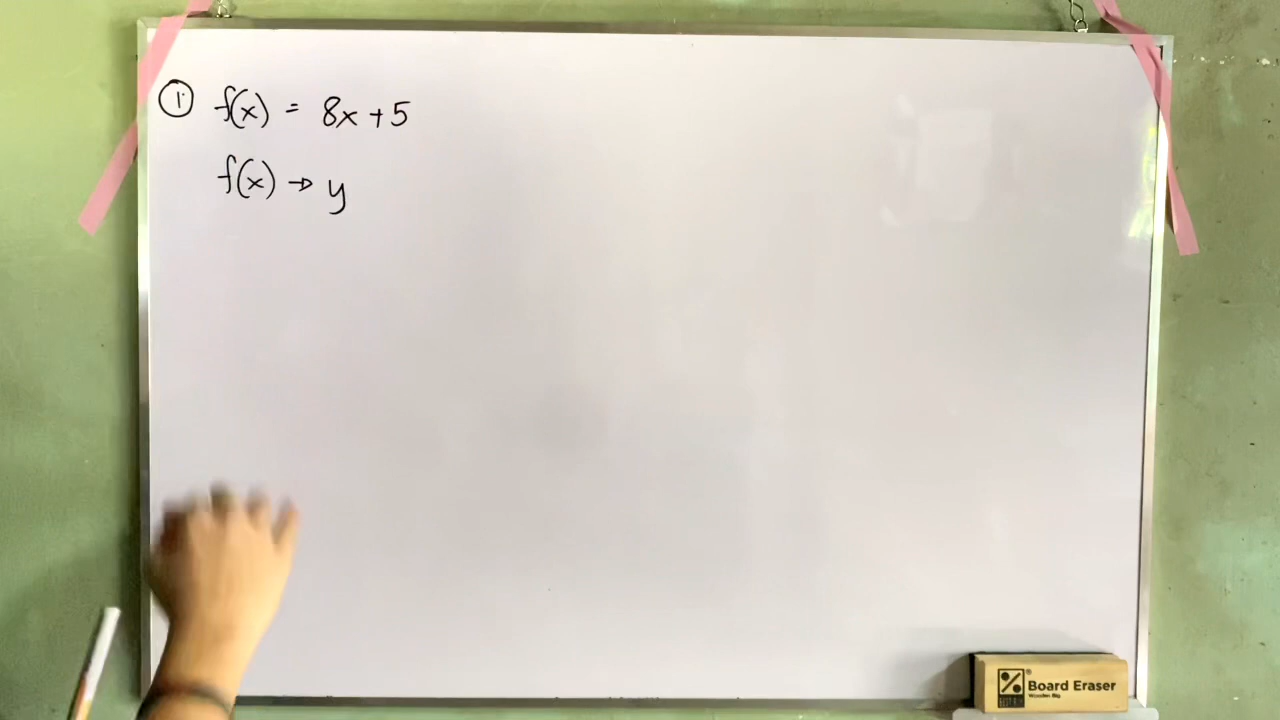 ① f(x) = 8x + 5
f(x) → y
% ®
Board Eraser